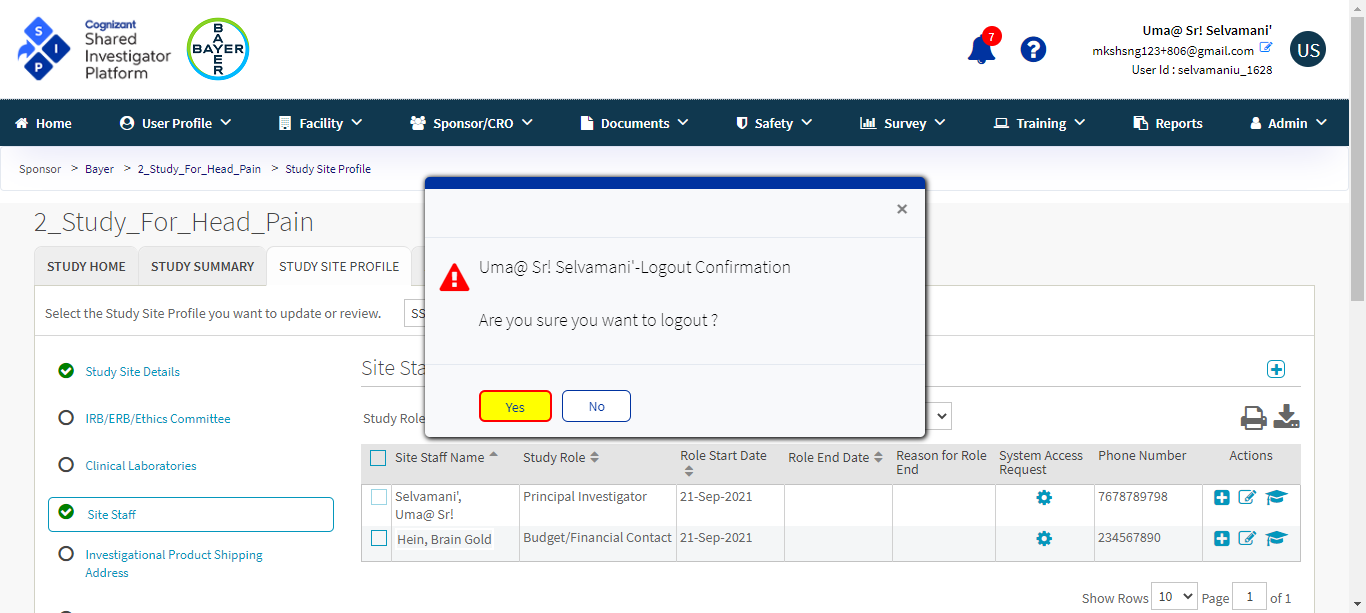 S
I
P
Cognizant
Shared
Investigator
Platform
BAYER
BAYER
7
?
Uma@ Sr! Selvamani'
mkshsng123+806@gmail.com
User Id : selvamaniu_1628
US
Home
User Profile
Facility
Sponsor/CRO
Documents
Safety
Survey
Training
Reports
Admin
Sponsor > Bayer > 2_Study_For_Head_Pain > Study Site Profile
2_Study_For_Head_Pain
STUDY HOME
STUDY SUMMARY
STUDY SITE PROFILE
Select the Study Site Profile you want to update or review.
×
Uma@ Sr! Selvamani'-Logout Confirmation
Are you sure you want to logout ?
Yes
No
Study Site Details
IRB/ERB/Ethics Committee
Clinical Laboratories
Site Staff
Investigational Product Shipping
Address
Site
Study Role
Site Staff Name
Study Role
Role Start Date
Role End Date
Reason for Role
End
System Access
Request
Phone Number
Actions
Selvamani',
Uma@ Sr!
Principal Investigator
21-Sep-2021
7678789798
Hein, Brain Gold
Budget/Financial Contact
21-Sep-2021
234567890
Show Rows 10 Page 1 of 1